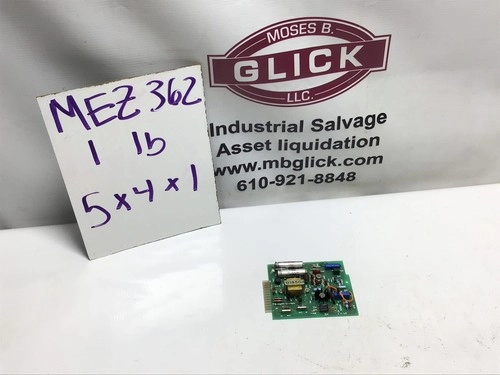 MEZ 362
1 lb
5x4x1
MOSES B.
GLICK
LLC.
Industrial Salvage
Asset liquidation
www.mbglick.com
610-921-8848